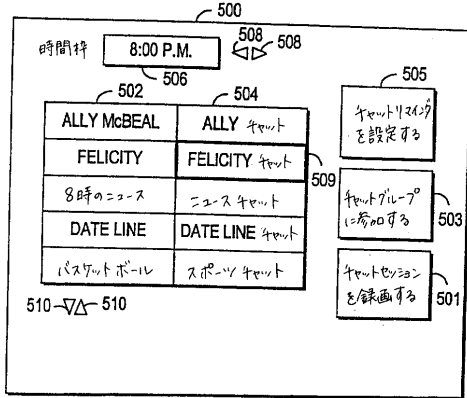 500
時間枠 8:00 P.M. 508 508
506
502 504 505
ALLY McBEAL ALLY チャット
チャットリマインダ
を設定する
FELICITY FELICITY チャット 509
8時のニュース ニュースチャット
チャットグループ
に参加する
503
DATE LINE DATE LINE チャット
バスケットボール スポーツチャット
チャットセッション
を録画する
501
510 510